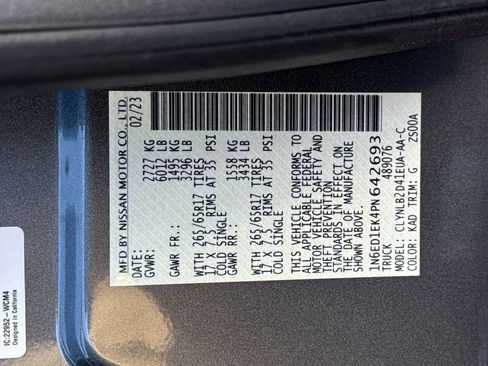 MFD BY NISSAN MOTOR CO., LTD.
DATE: 02/23
GVWR: 2727 KG
6012 LB
GAWR FR.: 1495 KG
3296 LB
WITH 265/65R17 TIRES
17 X 7.5 RIMS AT 35 PSI
COLD SINGLE
GAWR RR.: 1558 KG
3434 LB
WITH 265/65R17 TIRES
17 X 7.5 RIMS AT 35 PSI
COLD SINGLE
THIS VEHICLE CONFORMS TO
ALL APPLICABLE FEDERAL
MOTOR VEHICLE SAFETY AND
THEFT PREVENTION
STANDARDS IN EFFECT ON
THE DATE OF MANUFACTURE
SHOWN ABOVE.
1N6ED1EK4PN642693
TRUCK 489076
MODEL: CLYNLB2D41EUA-AA-C
COLOR: KAD TRIM: G ZS00A
IC:22952-WCM4
Designed in California